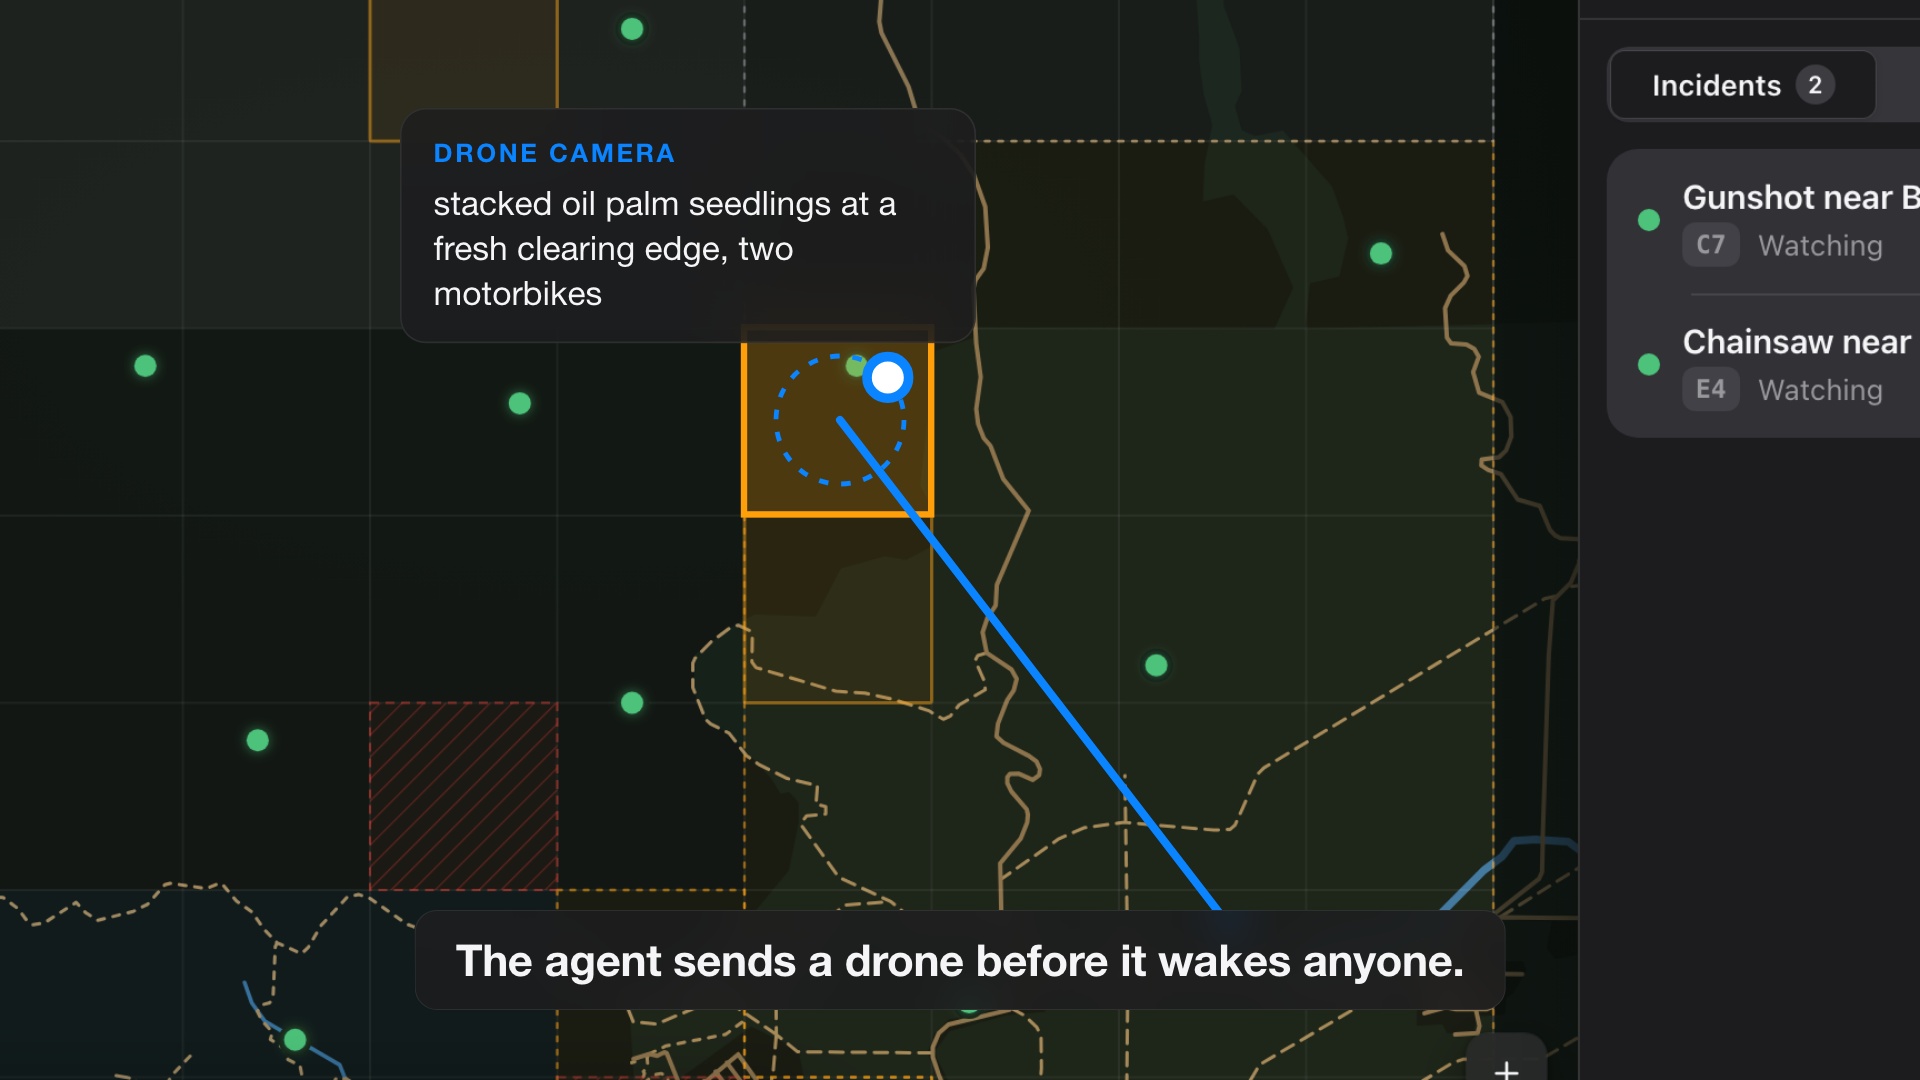 DRONE CAMERA
stacked oil palm seedlings at a
fresh clearing edge, two
motorbikes
Incidents 2
Gunshot near B
C7 Watching
Chainsaw near
E4 Watching
The agent sends a drone before it wakes anyone.
+